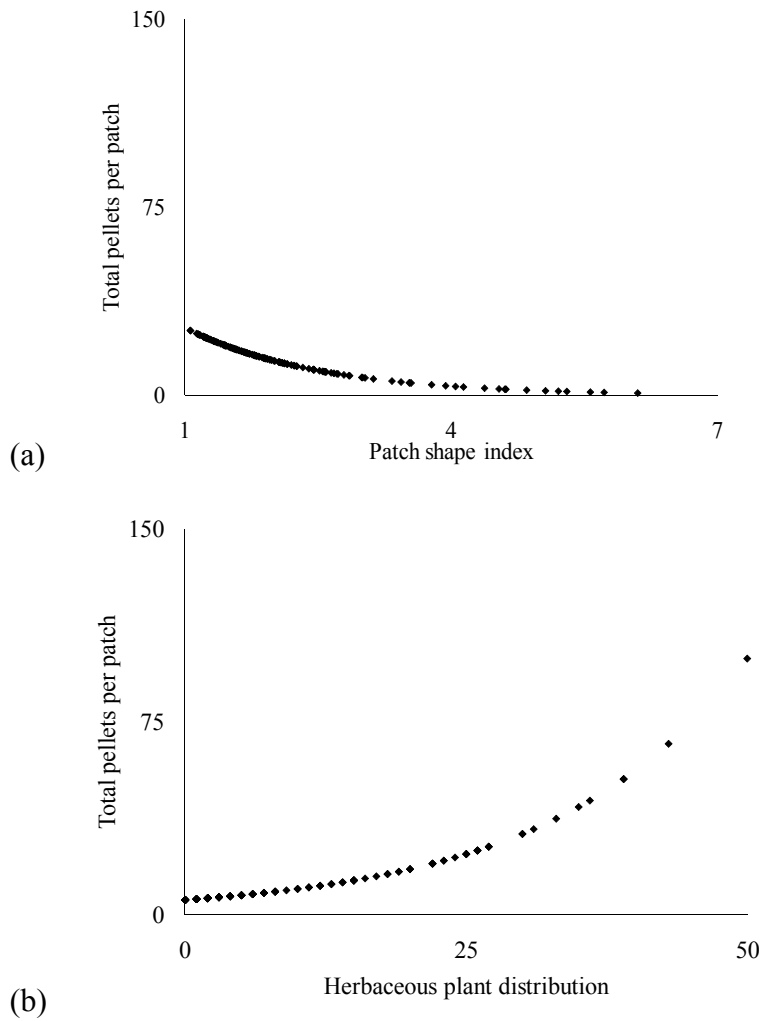 150
Total pellets per patch
75
0
1 4 7
Patch shape index
(a)
150
Total pellets per patch
75
0
0 25 50
Herbaceous plant distribution
(b)